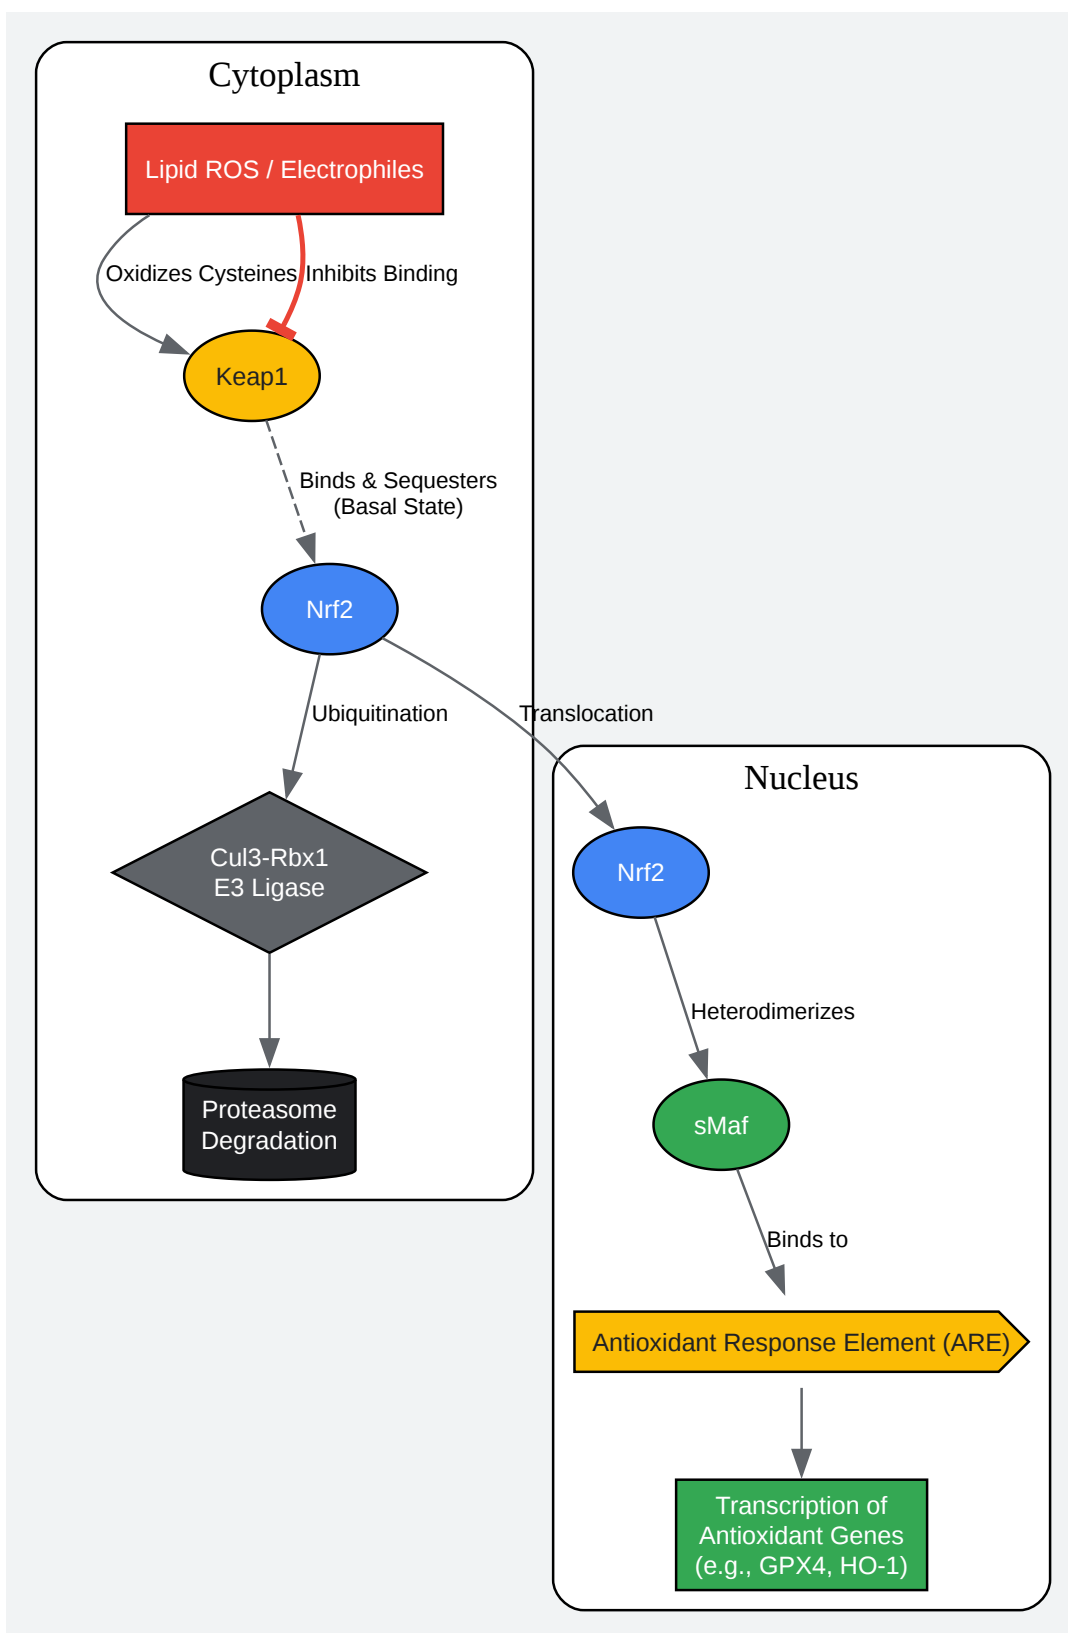 Cytoplasm
Lipid ROS / Electrophiles
Oxidizes Cysteines
Inhibits Binding
Keap1
Binds & Sequesters
(Basal State)
Nrf2
Ubiquitination
Translocation
Cul3-Rbx1
E3 Ligase
Proteasome
Degradation
Nucleus
Nrf2
Heterodimerizes
sMaf
Binds to
Antioxidant Response Element (ARE)
Transcription of
Antioxidant Genes
(e.g., GPX4, HO-1)